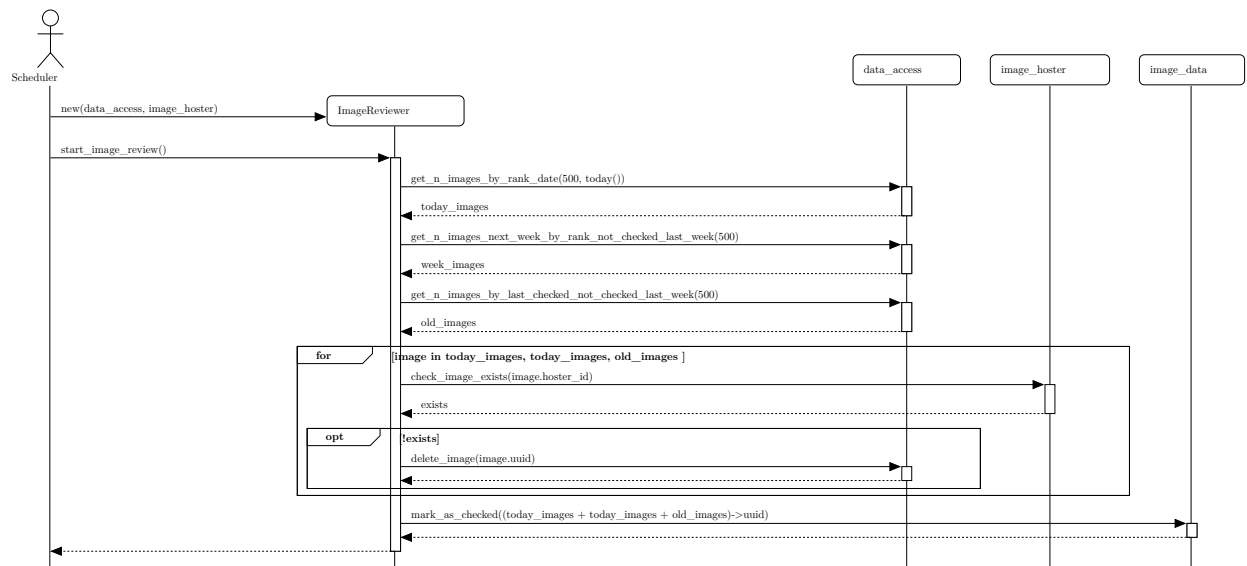 Scheduler
data_access
image_hoster
image_data
new(data_access, image_hoster)
ImageReviewer
start_image_review()
get_n_images_by_rank_date(500, today())
today_images
get_n_images_next_week_by_rank_not_checked_last_week(500)
week_images
get_n_images_by_last_checked_not_checked_last_week(500)
old_images
for [image in today_images, today_images, old_images ]
check_image_exists(image.hoster_id)
exists
opt [!exists]
delete_image(image.uuid)
mark_as_checked((today_images + today_images + old_images)->uuid)